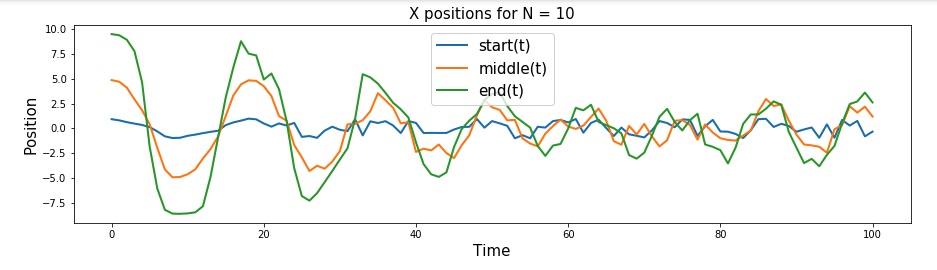 X positions for N = 10
10.0
7.5
5.0
2.5
0.0
−2.5
−5.0
−7.5
Position
start(t)
middle(t)
end(t)
0 20 40 60 80 100
Time